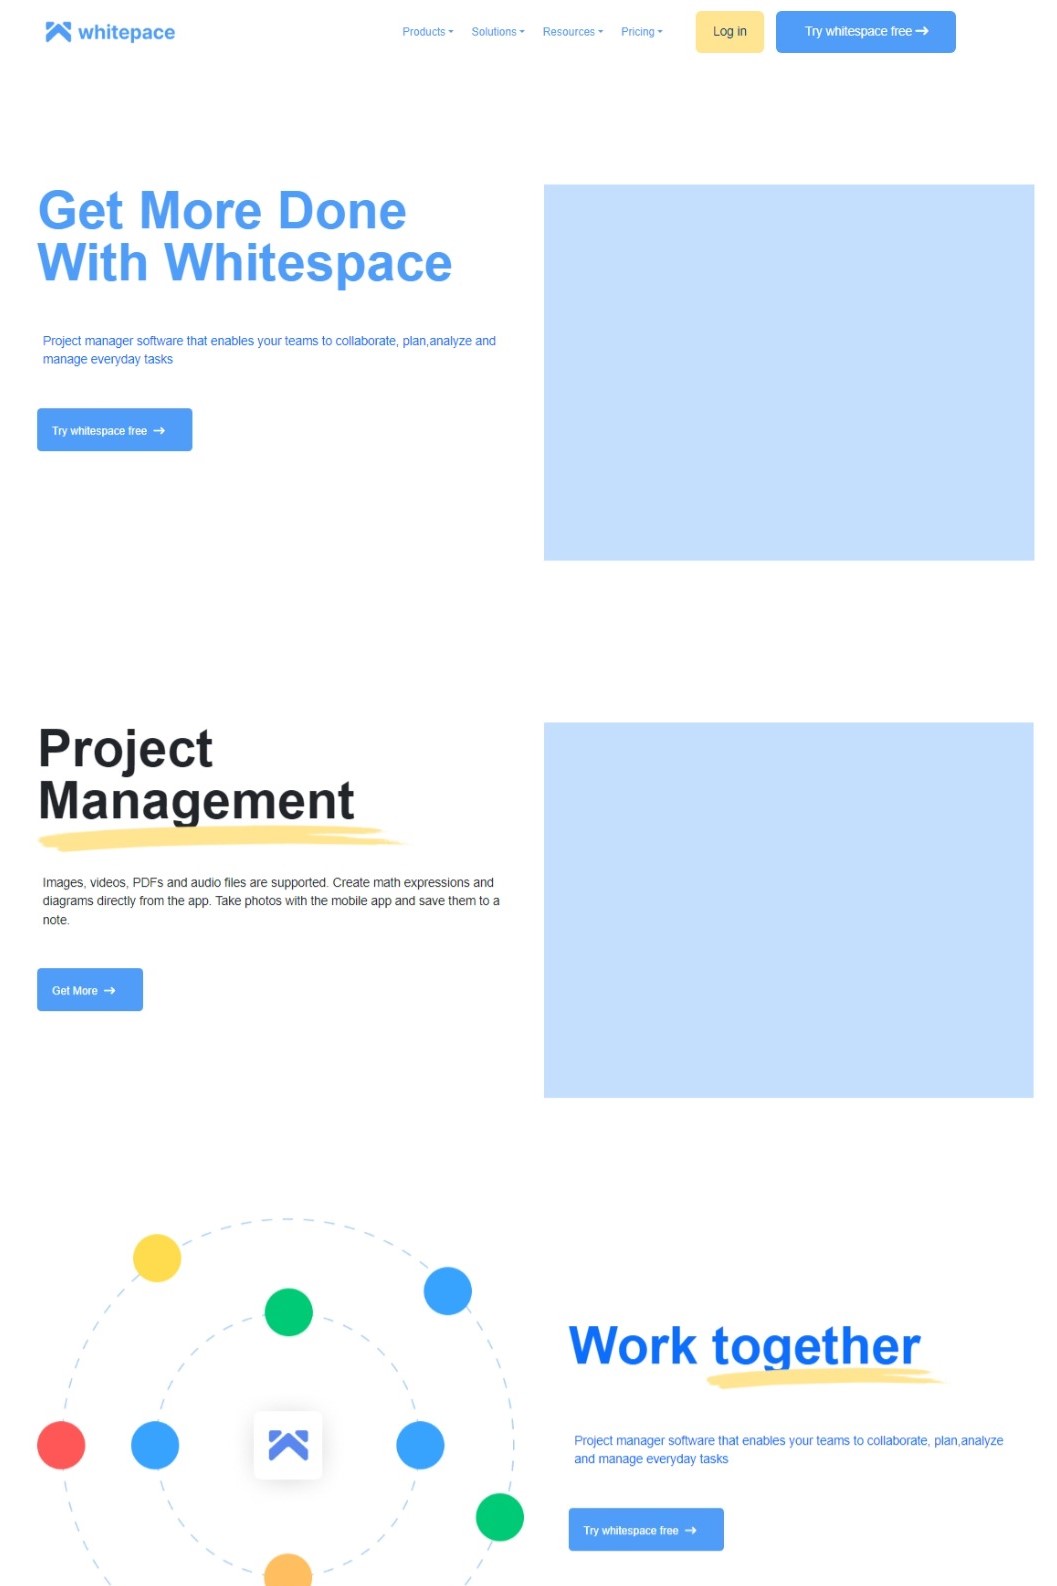 whitepace
Products
Solutions
Resources
Pricing
Log in
Try whitespace free →
Get More Done
With Whitespace
Project manager software that enables your teams to collaborate, plan,analyze and
manage everyday tasks
Try whitespace free →
Project
Management
Images, videos, PDFs and audio files are supported. Create math expressions and
diagrams directly from the app. Take photos with the mobile app and save them to a
note.
Get More →
Work together
Project manager software that enables your teams to collaborate, plan,analyze
and manage everyday tasks
Try whitespace free →